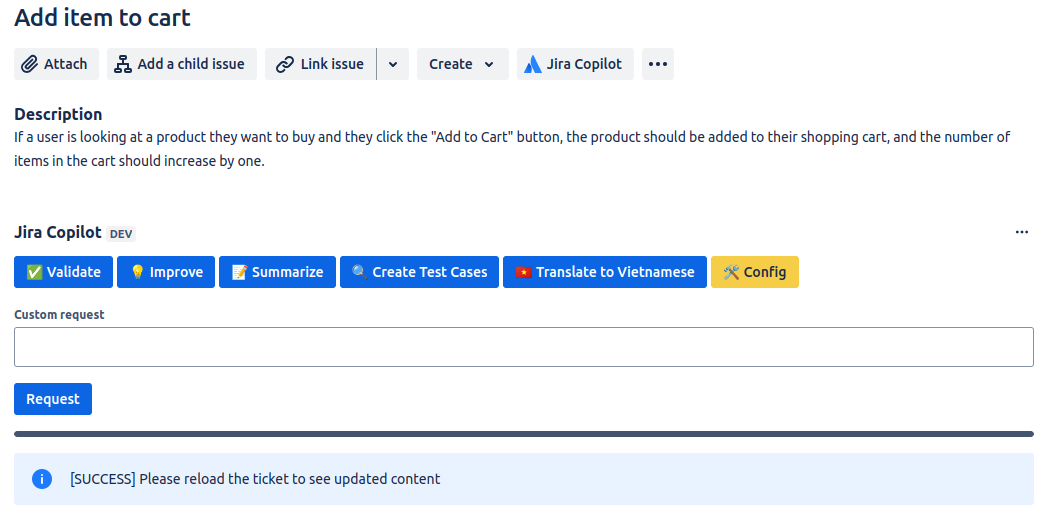 Add item to cart
Attach Add a child issue Link issue Create Jira Copilot
Description
If a user is looking at a product they want to buy and they click the "Add to Cart" button, the product should be added to their shopping cart, and the number of
items in the cart should increase by one.
Jira Copilot DEV
✅ Validate 💡 Improve 📝 Summarize 🔍 Create Test Cases 🇻🇳 Translate to Vietnamese 🛠️ Config
Custom request
Request
[SUCCESS] Please reload the ticket to see updated content